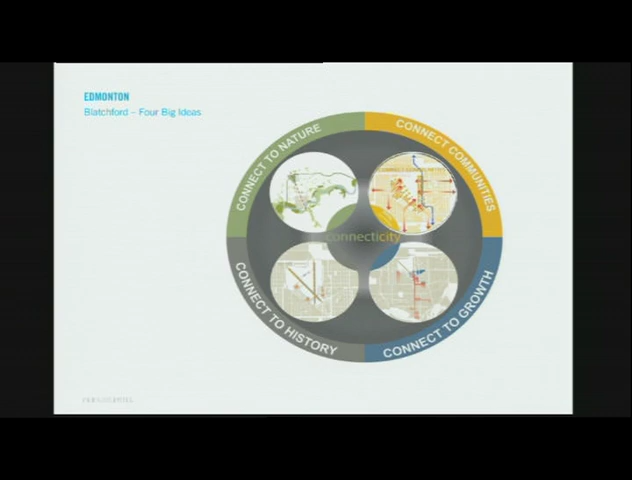 EDMONTON
Blatchford – Four Big Ideas
CONNECT TO NATURE
CONNECT COMMUNITIES
connecticity
CONNECT TO HISTORY
CONNECT TO GROWTH